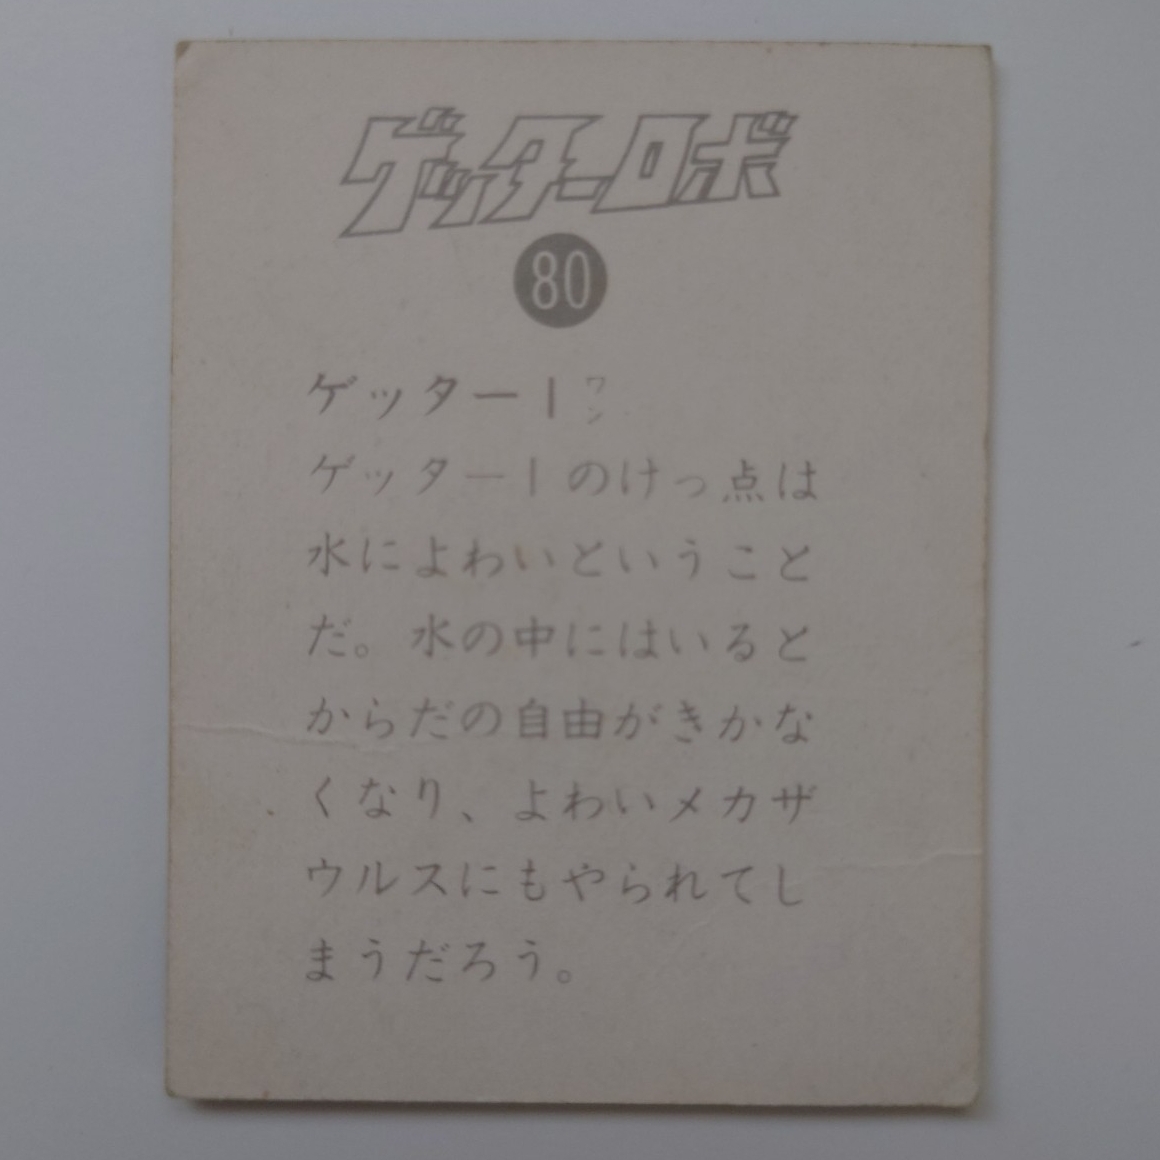 ゲッターロボ
80
ゲッター1ワン
ゲッター1のけっ点は
水によわいということ
だ。水の中にはいると
からだの自由がきかな
くなり、よわいメカザ
ウルスにもやられてし
まうだろう。